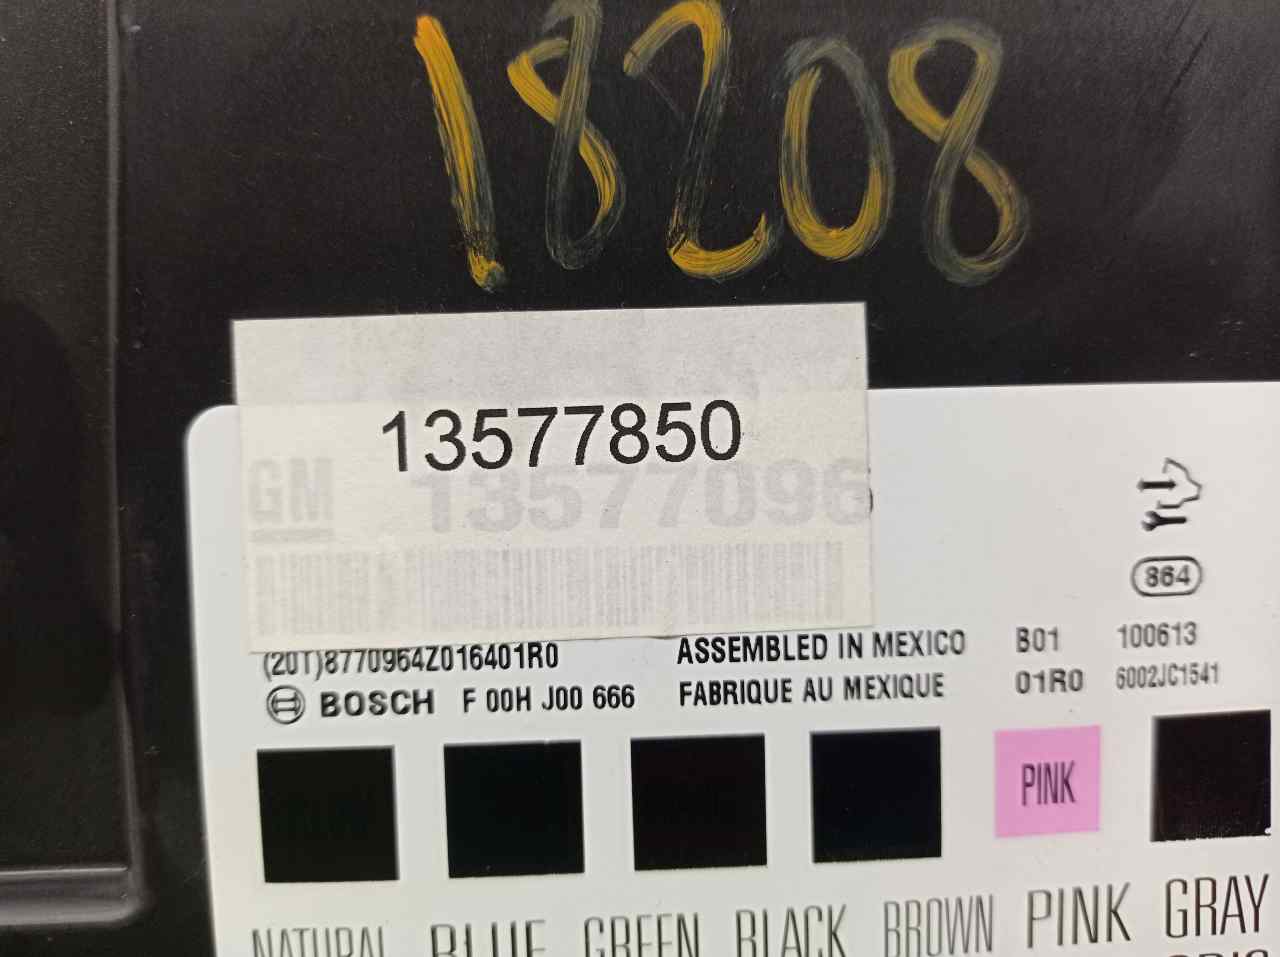 18208
13577850
GM 13577096
864
(20T)8770964Z016401R0 ASSEMBLED IN MEXICO B01 100613
BOSCH F 00H J00 666 FABRIQUE AU MEXIQUE 01R0 6002JC1541
PINK
NATURAL BLUE GREEN BLACK BROWN PINK GRAY